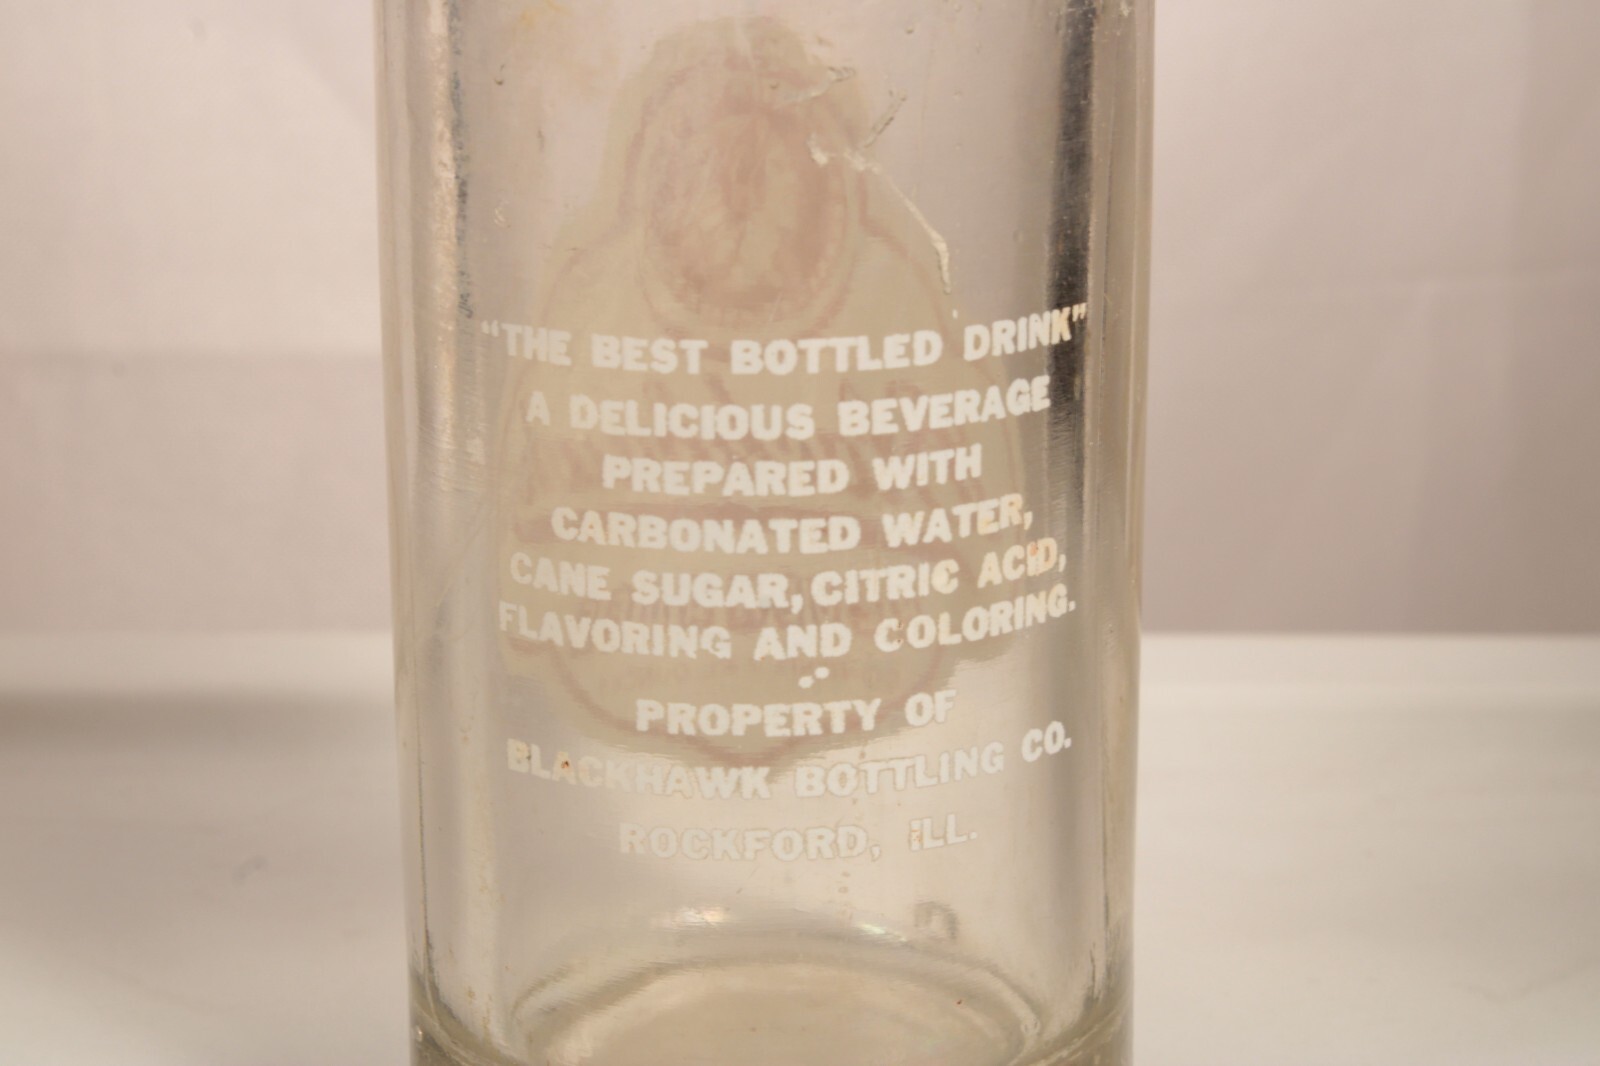 "THE BEST BOTTLED DRINK"
A DELICIOUS BEVERAGE
PREPARED WITH
CARBONATED WATER,
CANE SUGAR, CITRIC ACID,
FLAVORING AND COLORING.
PROPERTY OF
BLACKHAWK BOTTLING CO.
ROCKFORD, ILL.